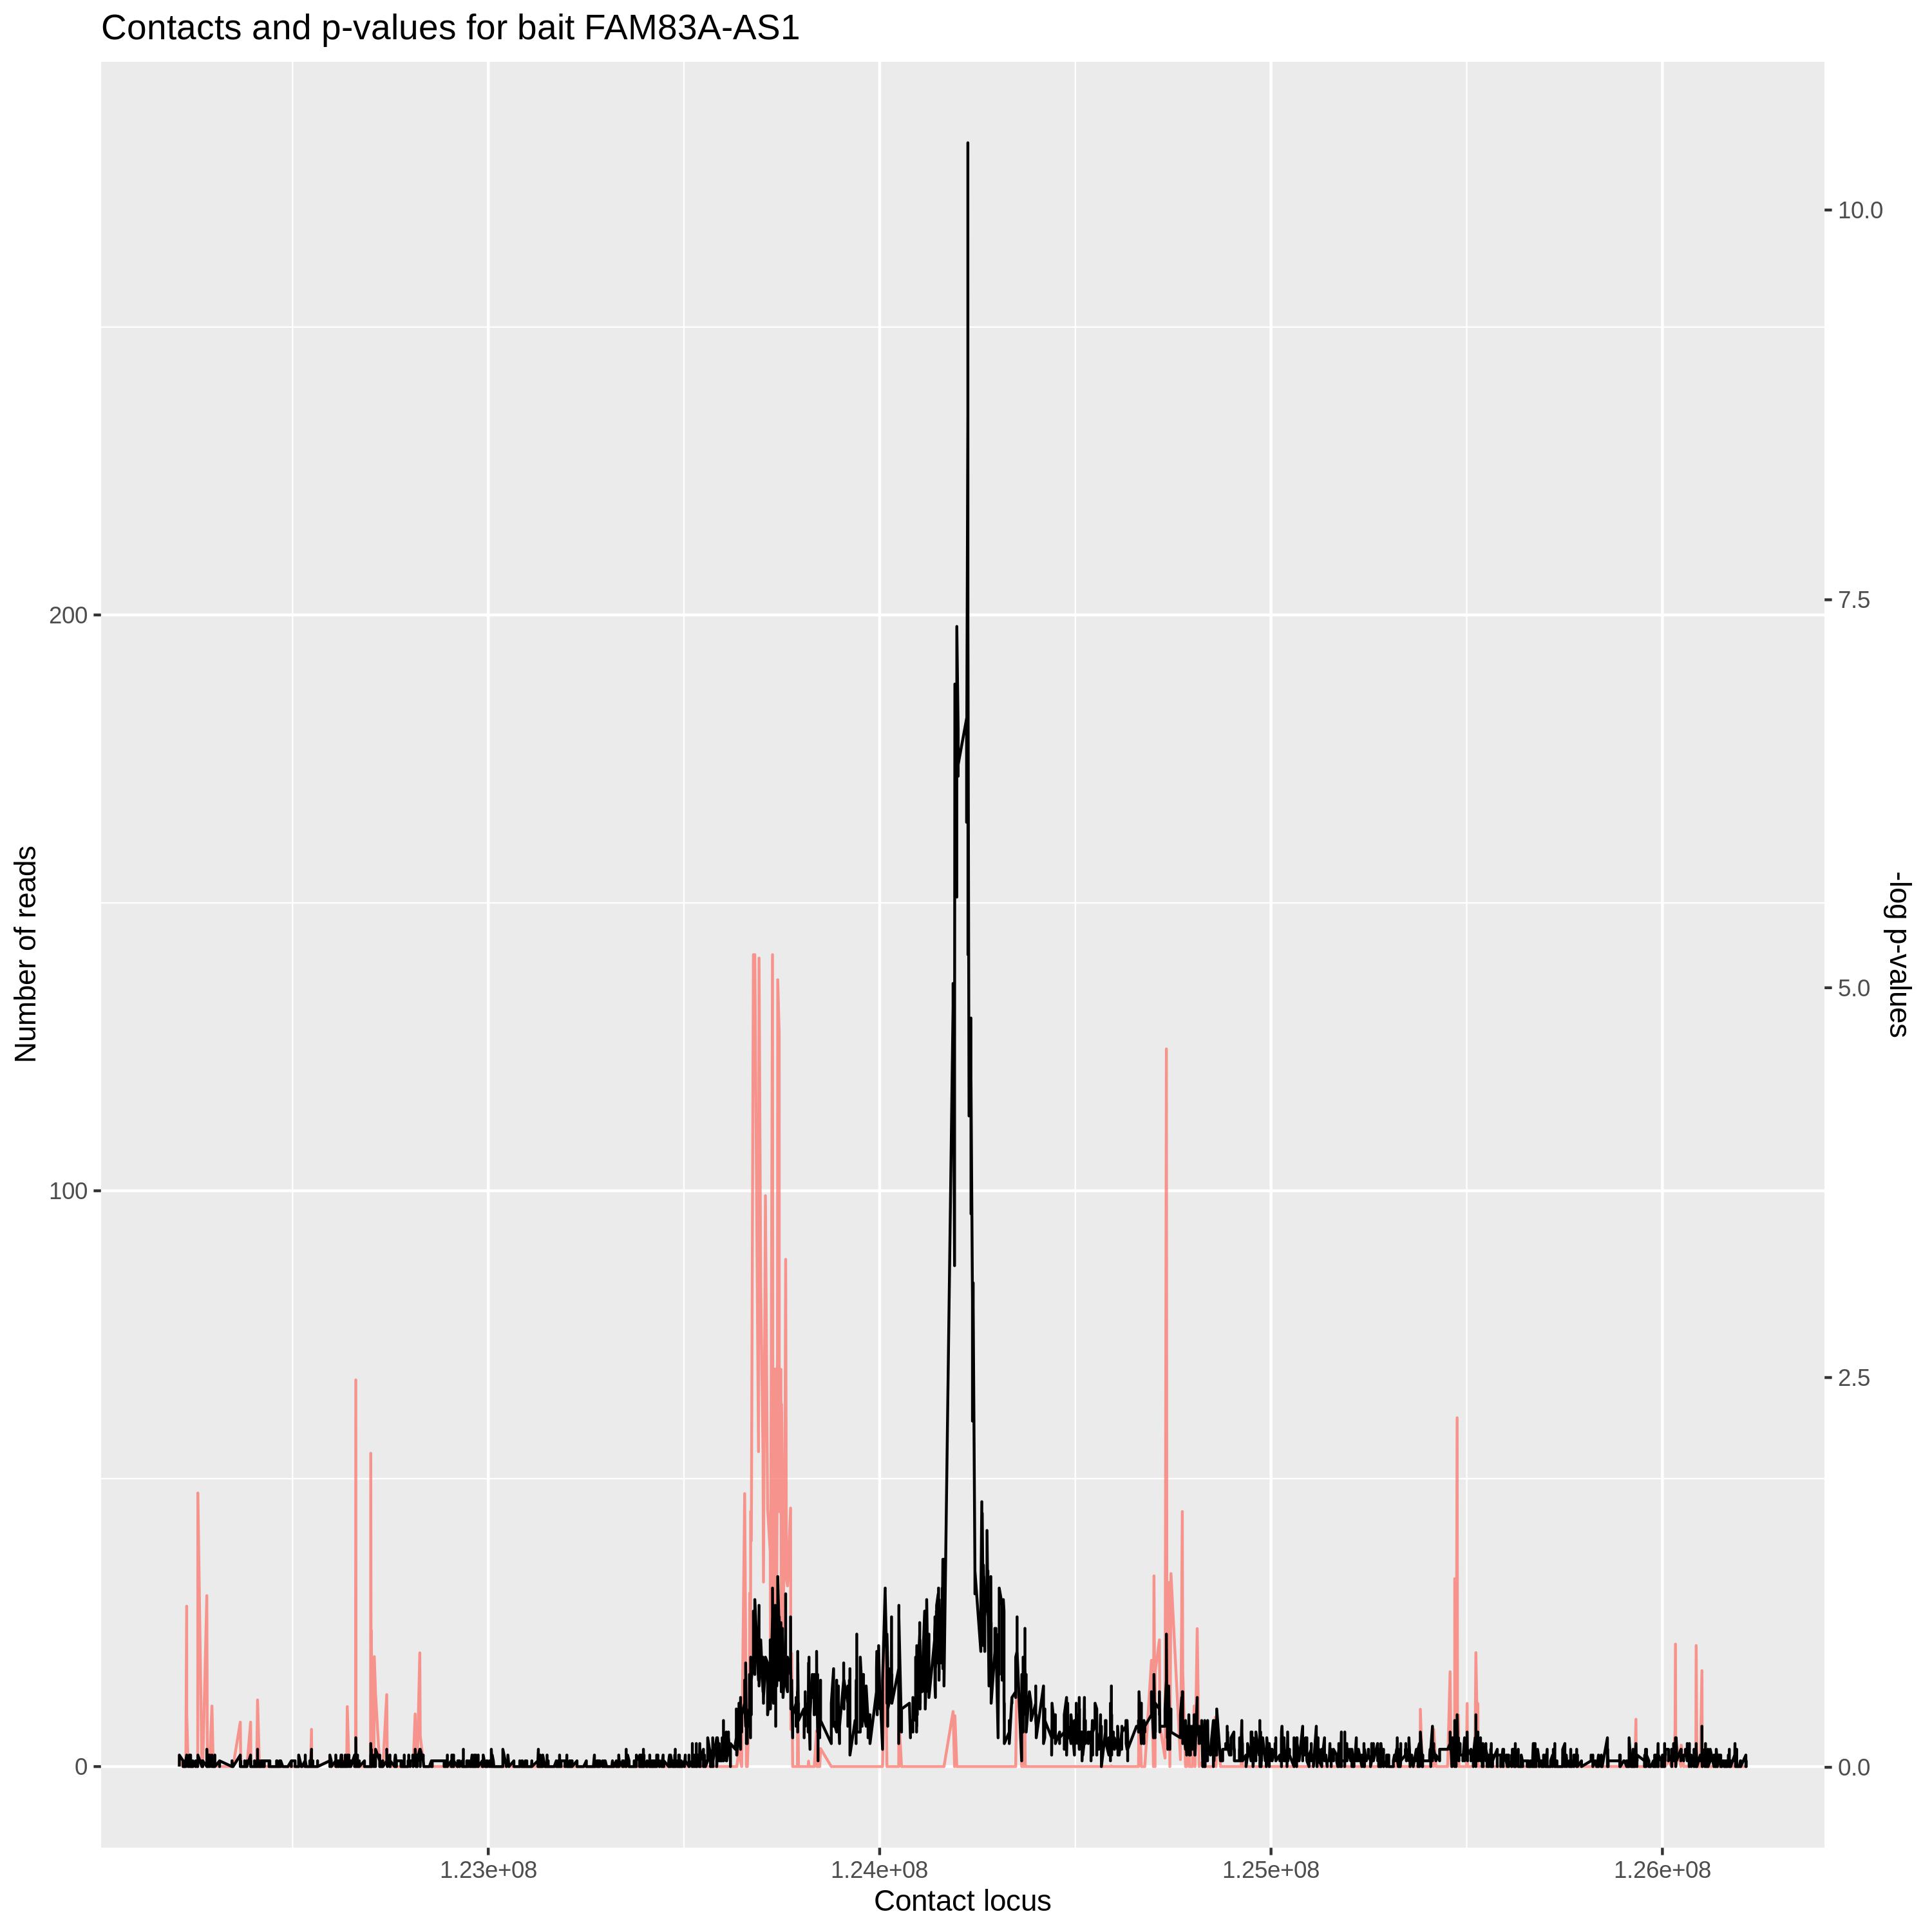 Contacts and p-values for bait FAM83A-AS1
Number of reads
200
100
0
10.0
7.5
5.0
2.5
0.0
-log p-values
1.23e+08
1.24e+08
1.25e+08
1.26e+08
Contact locus